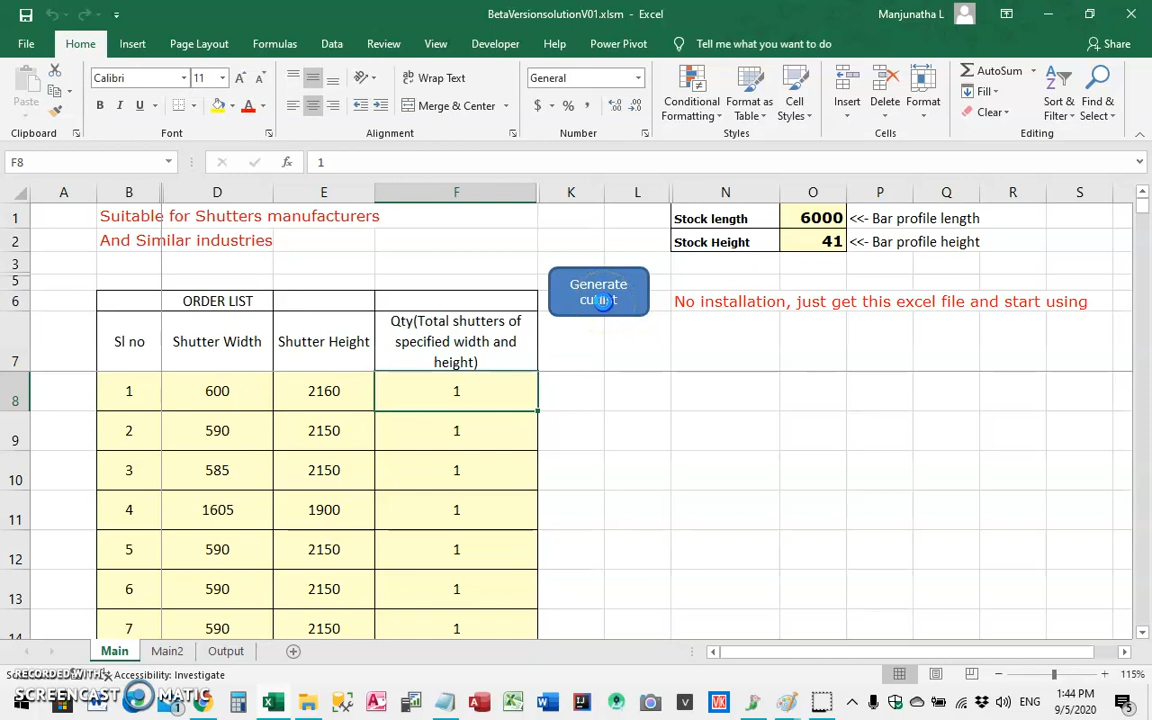 BetaVersionsolutionV01.xlsm - Excel
Manjunatha L
File Home Insert Page Layout Formulas Data Review View Developer Help Power Pivot Tell me what you want to do Share
Calibri 11 Wrap Text General AutoSum
Paste Conditional Formatting Format as Table Cell Styles Insert Delete Format Fill Sort & Filter Find & Select
B I U Merge & Center $ % Clear
Clipboard Font Alignment Number Styles Cells Editing
F8 fx 1
A B D E F K L N O P Q R S
1 Suitable for Shutters manufacturers Stock length 6000 <<- Bar profile length
2 And Similar industries Stock Height 41 <<- Bar profile height
3
5
Generate
6 ORDER LIST No installation, just get this excel file and start using
7 Sl no Shutter Width Shutter Height Qty(Total shutters of specified width and height)
8 1 600 2160 1
9 2 590 2150 1
10 3 585 2150 1
11 4 1605 1900 1
12 5 590 2150 1
13 6 590 2150 1
14 7 590 2150 1
Main Main2 Output
RECORDED WITH Accessibility: Investigate 115%
SCREENCAST MATIC
ENG 1:44 PM
9/5/2020
5